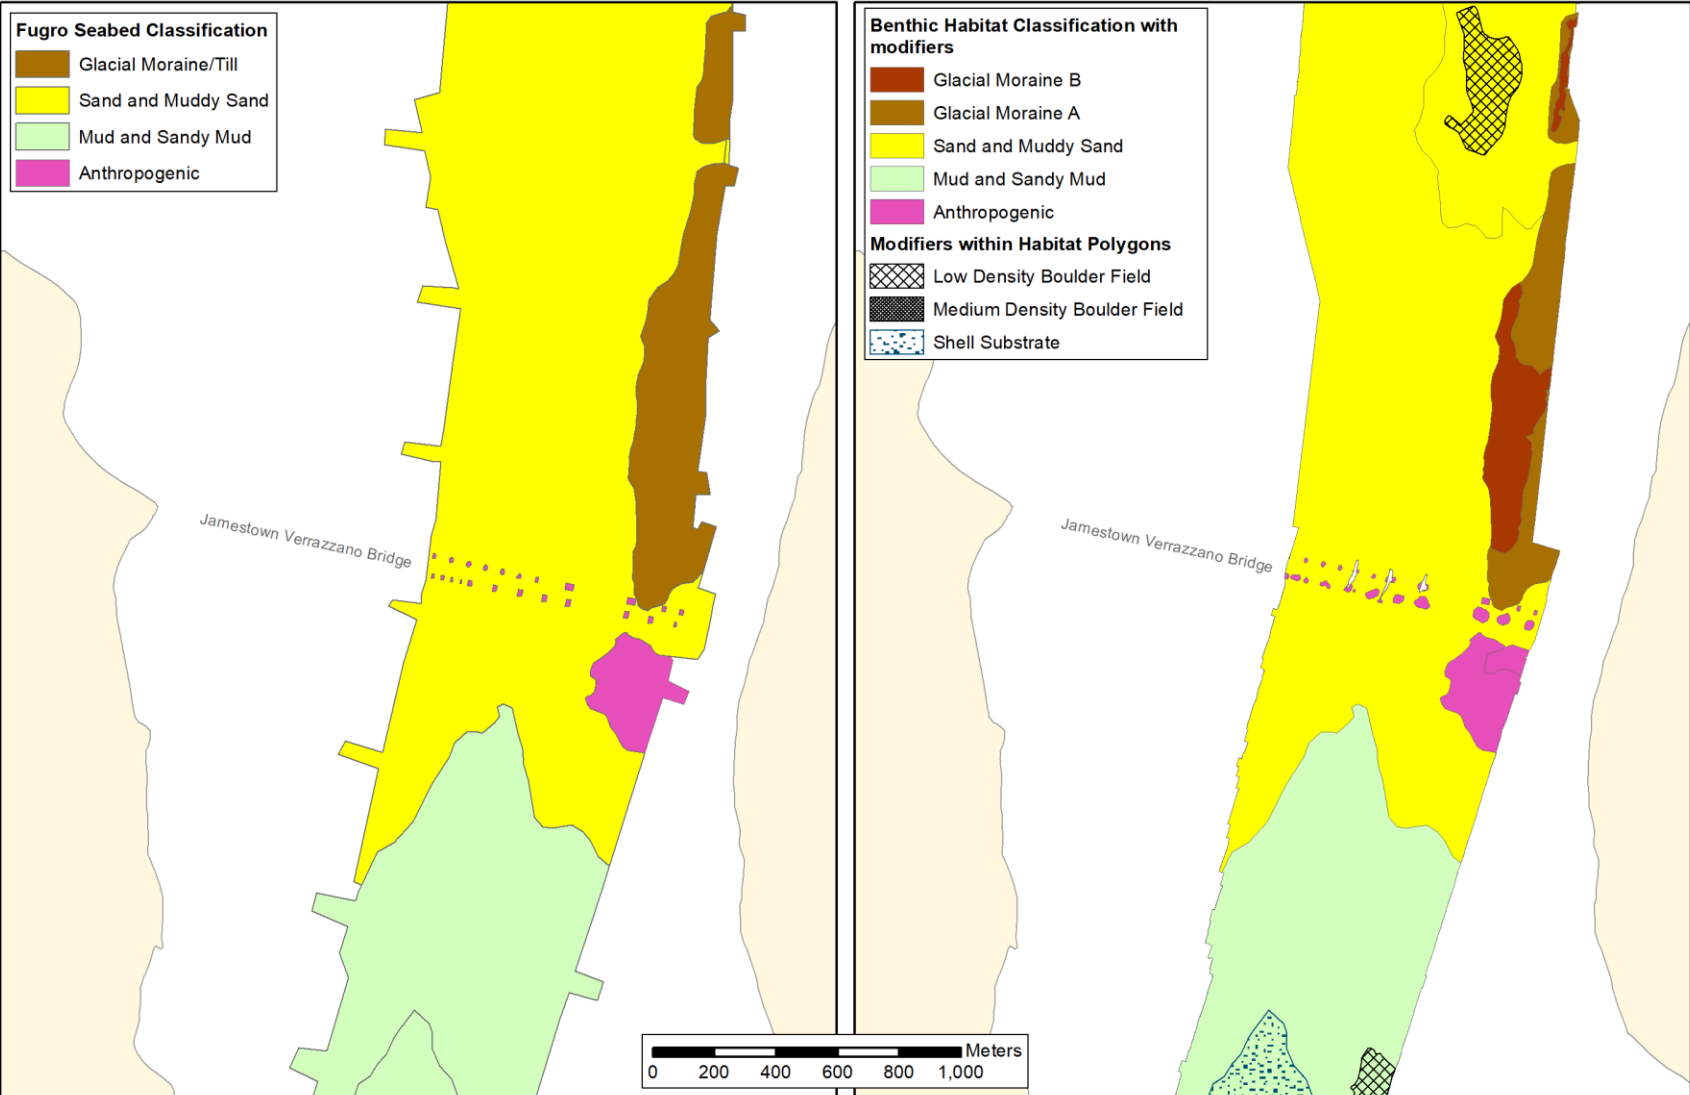 Fugro Seabed Classification
Glacial Moraine/Till
Sand and Muddy Sand
Mud and Sandy Mud
Anthropogenic
Jamestown Verrazzano Bridge
Benthic Habitat Classification with
modifiers
Glacial Moraine B
Glacial Moraine A
Sand and Muddy Sand
Mud and Sandy Mud
Anthropogenic
Modifiers within Habitat Polygons
Low Density Boulder Field
Medium Density Boulder Field
Shell Substrate
Jamestown Verrazzano Bridge
Meters
0 200 400 600 800 1,000